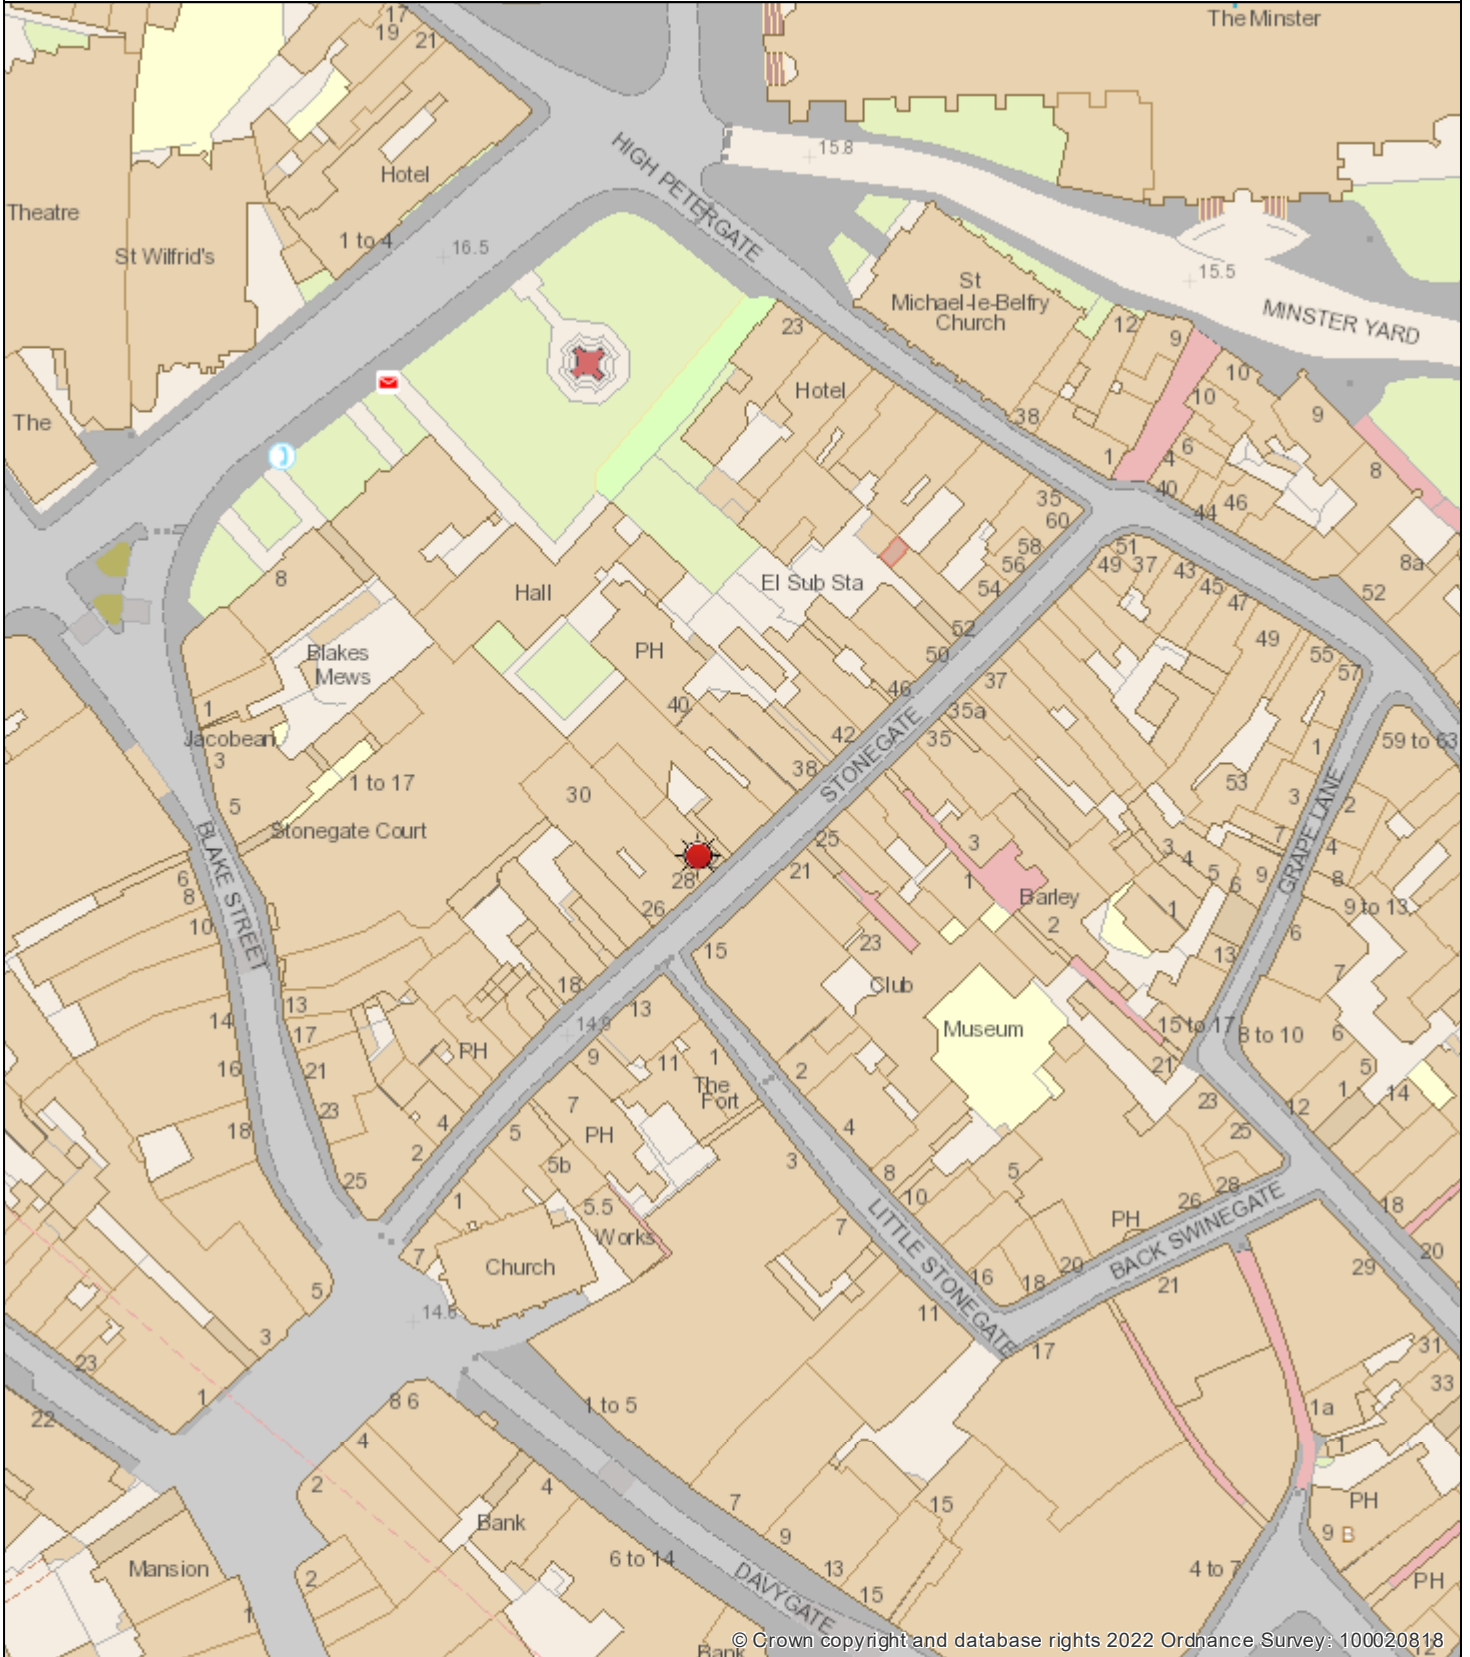 17
19
21
The Minster
HIGH PETERGATE
15.8
Hotel
Theatre
1 to 4
16.5
St Wilfrid's
15.5
St
Michael-le-Belfry
Church
MINSTER YARD
12
9
23
10
Hotel
10
The
38
9
1
6
4
8
40
46
44
35
60
51
58
56
49
37
43
45
47
8a
52
8
Hall
El Sub Sta
54
52
49
50
55
57
Blakes
Mews
PH
46
37
40
35a
1
42
35
Jacobean
3
1
59 to 63
STONEGATE
38
1 to 17
30
53
3
2
5
Stonegate Court
GRAPE LANE
25
3
7
3
4
4
BLAKE STREET
28
21
1
5
6
9
8
6
8
26
Barley
2
1
9 to 13
10
23
6
15
13
18
Club
7
13
13
14.9
Museum
15 to 17
8 to 10
6
14
17
PH
9
11
1
21
5
16
21
The
Fort
2
1
14
23
7
23
12
18
4
5
PH
4
25
2
5b
3
8
5
28
26
25
1
5.5
10
LITTLE STONEGATE
PH
BACK SWINEGATE
18
Works
7
20
7
Church
16
18
20
21
29
5
14.6
11
3
17
31
23
1
33
22
8 6
1 to 5
1a
4
1
2
4
7
15
PH
Bank
9
9 B
Mansion
6 to 14
13
4 to 7
2
DAVYGATE
15
PH
1
Bank
12
© Crown copyright and database rights 2022 Ordnance Survey: 100020818